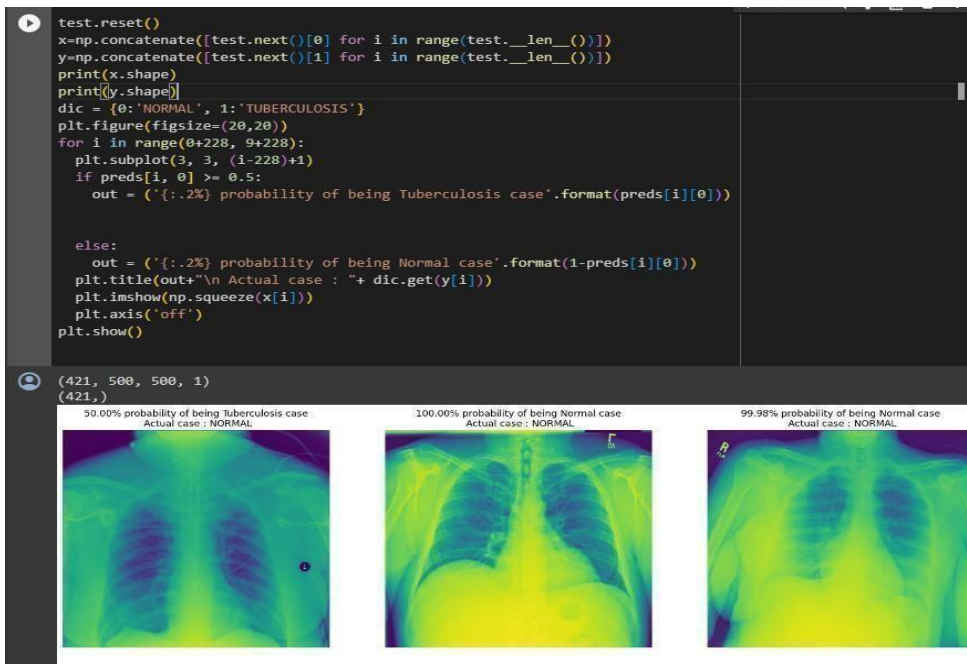 test.reset()
x=np.concatenate([test.next()[0] for i in range(test.__len__())])
y=np.concatenate([test.next()[1] for i in range(test.__len__())])
print(x.shape)
print(y.shape)
dic = {0:'NORMAL', 1:'TUBERCULOSIS'}
plt.figure(figsize=(20,20))
for i in range(0+228, 9+228):
  plt.subplot(3, 3, (i-228)+1)
  if preds[i, 0] >= 0.5:
    out = ('{:.2%} probability of being Tuberculosis case'.format(preds[i][0]))
  else:
    out = ('{:.2%} probability of being Normal case'.format(1-preds[i][0]))
  plt.title(out+"\n Actual case : "+ dic.get(y[i]))
  plt.imshow(np.squeeze(x[i]))
  plt.axis('off')
plt.show()
(421, 500, 500, 1)
(421,)
50.00% probability of being Tuberculosis case
Actual case : NORMAL
100.00% probability of being Normal case
Actual case : NORMAL
99.98% probability of being Normal case
Actual case : NORMAL
L
R